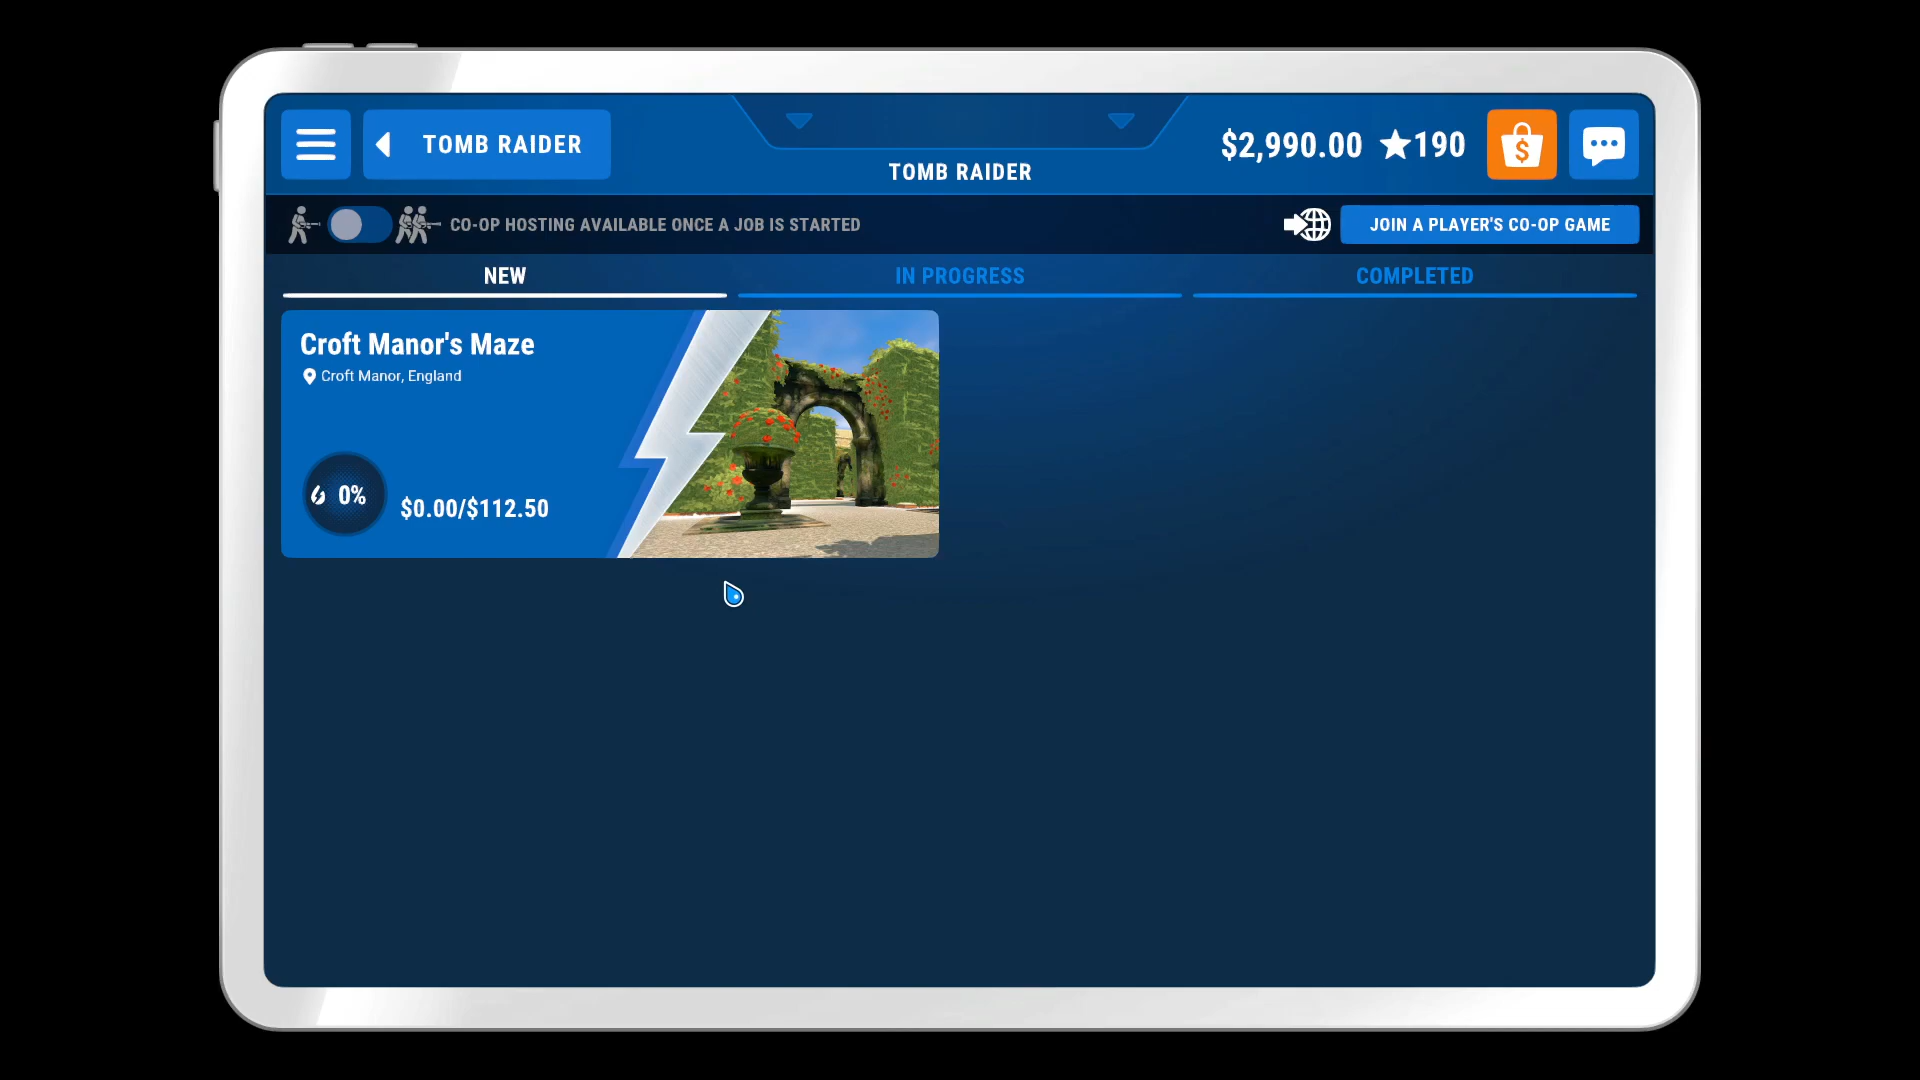 TOMB RAIDER
TOMB RAIDER
$2,990.00 190
CO-OP HOSTING AVAILABLE ONCE A JOB IS STARTED
JOIN A PLAYER'S CO-OP GAME
NEW
IN PROGRESS
COMPLETED
Croft Manor's Maze
Croft Manor, England
0%
$0.00/$112.50